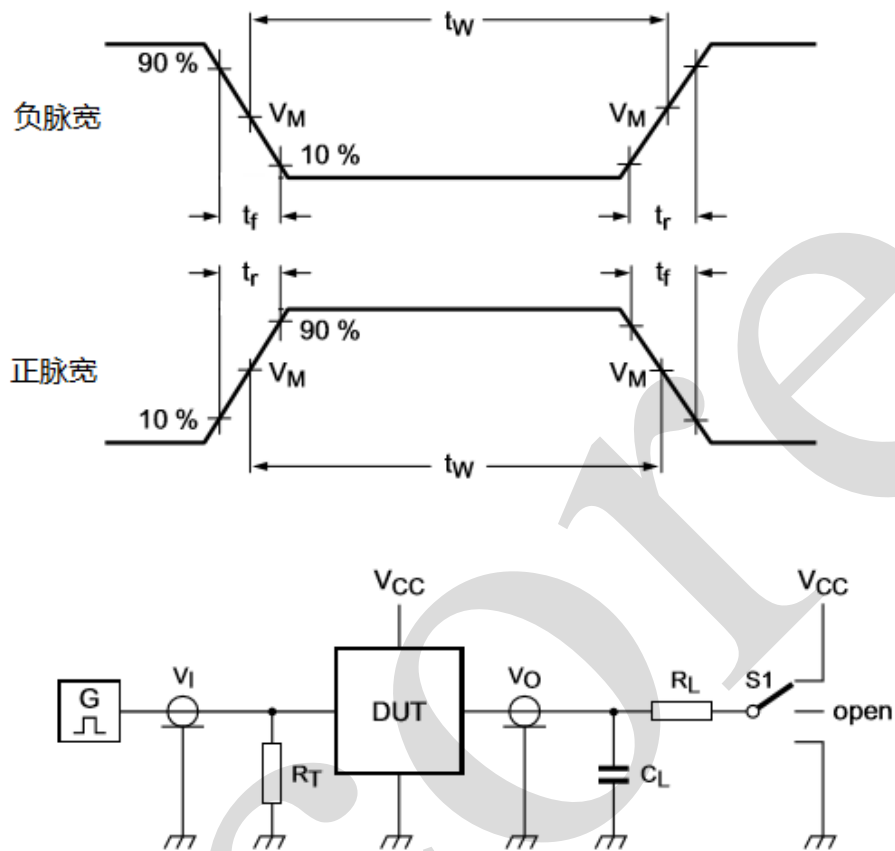 tW
90 %
负脉宽
VM
VM
10 %
tf
tr
tr
tf
90 %
正脉宽
VM
VM
10 %
tW
VCC
VCC
VI
VO
RL
S1
G
DUT
open
RT
CL
core